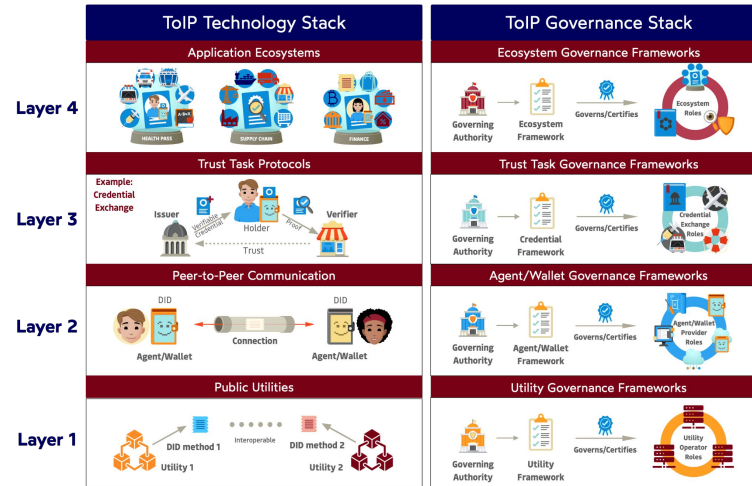 ToIP Technology Stack
ToIP Governance Stack
Application Ecosystems
Ecosystem Governance Frameworks
Layer 4
HEALTH PASS
SUPPLY CHAIN
FINANCE
Governing
Authority
Ecosystem
Framework
Governs/Certifies
Ecosystem
Roles
Trust Task Protocols
Trust Task Governance Frameworks
Layer 3
Example:
Credential
Exchange
Issuer
Verifiable
Credential
Holder
Proof
Verifier
Trust
Governing
Authority
Credential
Framework
Governs/Certifies
Credential
Exchange
Roles
Peer-to-Peer Communication
Agent/Wallet Governance Frameworks
Layer 2
DID
Agent/Wallet
Connection
DID
Agent/Wallet
Governing
Authority
Agent/Wallet
Framework
Governs/Certifies
Agent/Wallet
Provider
Roles
Public Utilities
Utility Governance Frameworks
Layer 1
DID method 1
Utility 1
Interoperable
DID method 2
Utility 2
Governing
Authority
Utility
Framework
Governs/Certifies
Utility
Operator
Roles